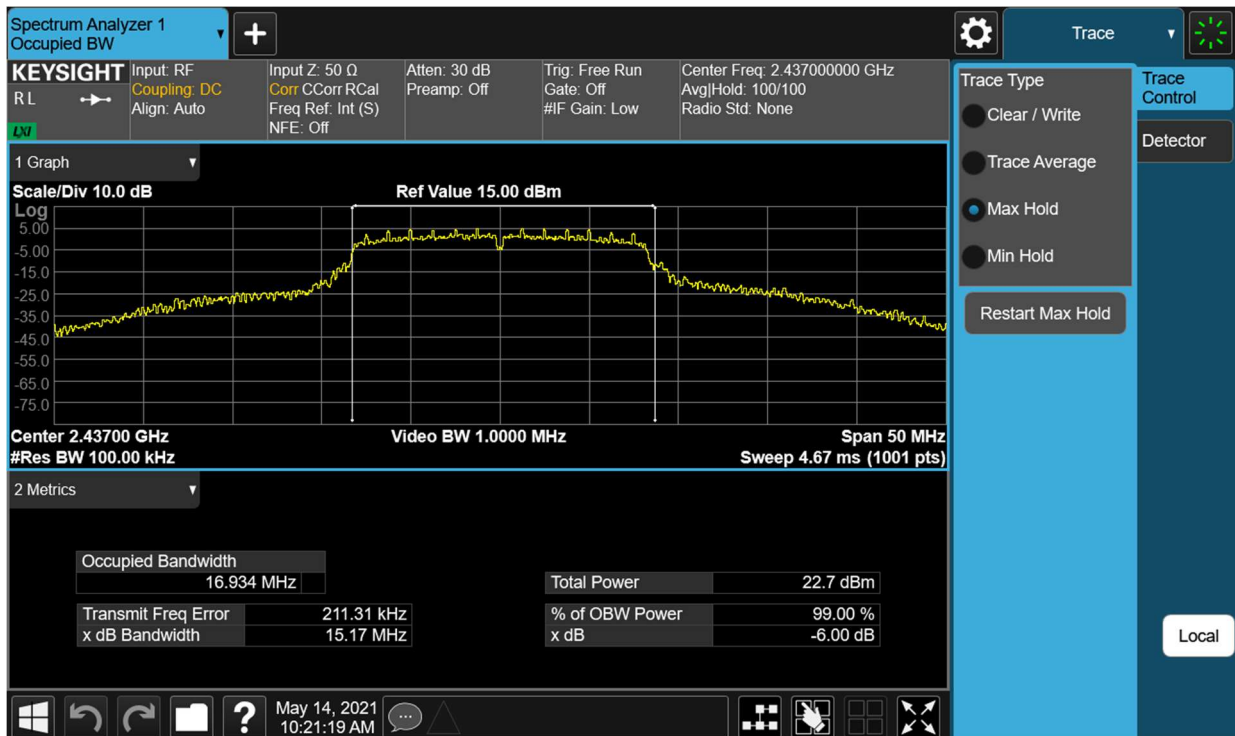 Spectrum Analyzer 1
Occupied BW
Trace
KEYSIGHT
R L
LXI
Input: RF
Coupling: DC
Align: Auto
Input Z: 50 Ω
Corr CCorr RCal
Freq Ref: Int (S)
NFE: Off
Atten: 30 dB
Preamp: Off
Trig: Free Run
Gate: Off
#IF Gain: Low
Center Freq: 2.437000000 GHz
Avg|Hold: 100/100
Radio Std: None
1 Graph
Scale/Div 10.0 dB
Ref Value 15.00 dBm
Log
5.00
-5.00
-15.0
-25.0
-35.0
-45.0
-55.0
-65.0
-75.0
Center 2.43700 GHz
Video BW 1.0000 MHz
Span 50 MHz
#Res BW 100.00 kHz
Sweep 4.67 ms (1001 pts)
2 Metrics
Occupied Bandwidth
16.934 MHz
Total Power 22.7 dBm
Transmit Freq Error 211.31 kHz
% of OBW Power 99.00 %
x dB Bandwidth 15.17 MHz
x dB -6.00 dB
Trace Type
Clear / Write
Trace Average
Max Hold
Min Hold
Restart Max Hold
Trace
Control
Detector
Local
?
May 14, 2021
10:21:19 AM